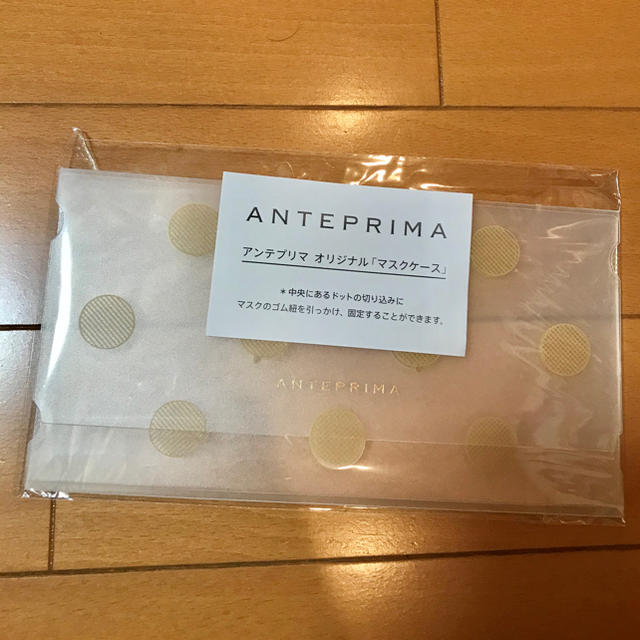 ANTEPRIMA
アンテプリマ オリジナル「マスクケース」
＊中央にあるドットの切り込みに
マスクのゴム紐を引っかけ、固定することができます。
ANTEPRIMA